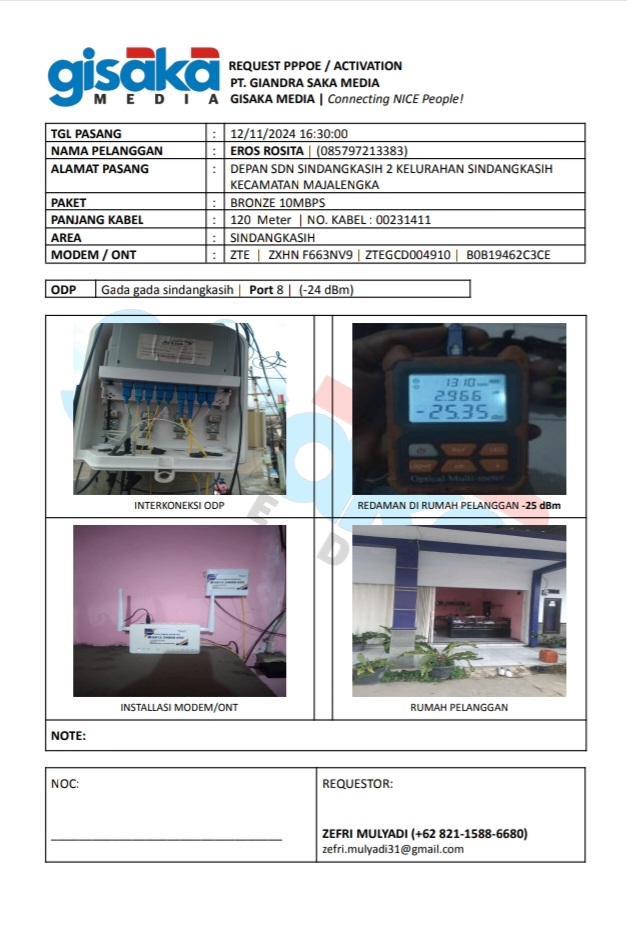 gisaka
MEDIA
REQUEST PPPOE / ACTIVATION
PT. GIANDRA SAKA MEDIA
GISAKA MEDIA | Connecting NICE People!
TGL PASANG : 12/11/2024 16:30:00
NAMA PELANGGAN : EROS ROSITA | (085797213383)
ALAMAT PASANG : DEPAN SDN SINDANGKASIH 2 KELURAHAN SINDANGKASIH
KECAMATAN MAJALENGKA
PAKET : BRONZE 10MBPS
PANJANG KABEL : 120 Meter | NO. KABEL : 00231411
AREA : SINDANGKASIH
MODEM / ONT : ZTE | ZXHN F663NV9 | ZTEGCD004910 | B0B19462C3CE
ODP Gada gada sindangkasih | Port 8 | (-24 dBm)
1310
2.966
-25.35
Optical Multi-meter
INTERKONEKSI ODP
REDAMAN DI RUMAH PELANGGAN -25 dBm
INSTALLASI MODEM/ONT
RUMAH PELANGGAN
NOTE:
NOC:
REQUESTOR:
ZEFRI MULYADI (+62 821-1588-6680)
zefri.mulyadi31@gmail.com